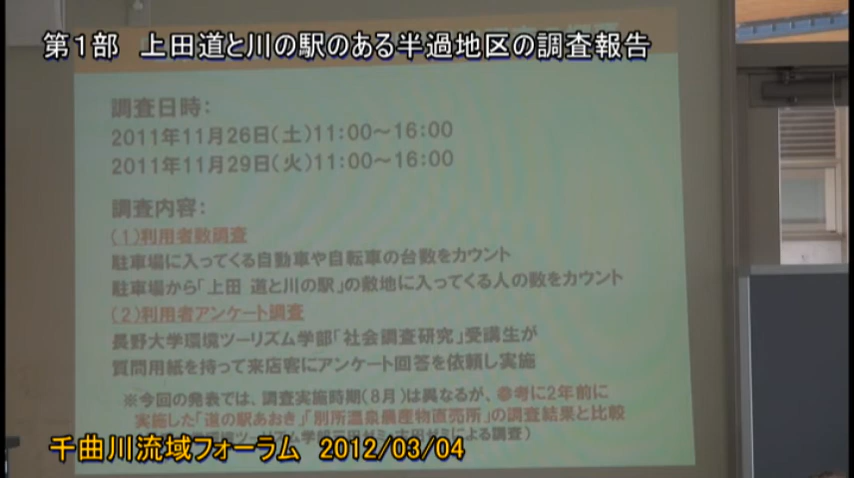 第1部 上田道と川の駅のある半過地区の調査報告
調査日時：
2011年11月26日(土)11:00～16:00
2011年11月29日(火)11:00～16:00
調査内容：
(1)利用者数調査
駐車場に入ってくる自動車や自転車の台数をカウント
駐車場から「上田 道と川の駅」の敷地に入ってくる人の数をカウント
(2)利用者アンケート調査
長野大学環境ツーリズム学部「社会調査研究」受講生が
質問用紙を持って来店客にアンケート回答を依頼し実施
※今回の発表では、調査実施時期(8月)は異なるが、参考に2年前に
実施した「道の駅あおき」「別所温泉農産物直売所」の調査結果と比較
ツーリズム学部 による調査)
千曲川流域フォーラム 2012/03/04